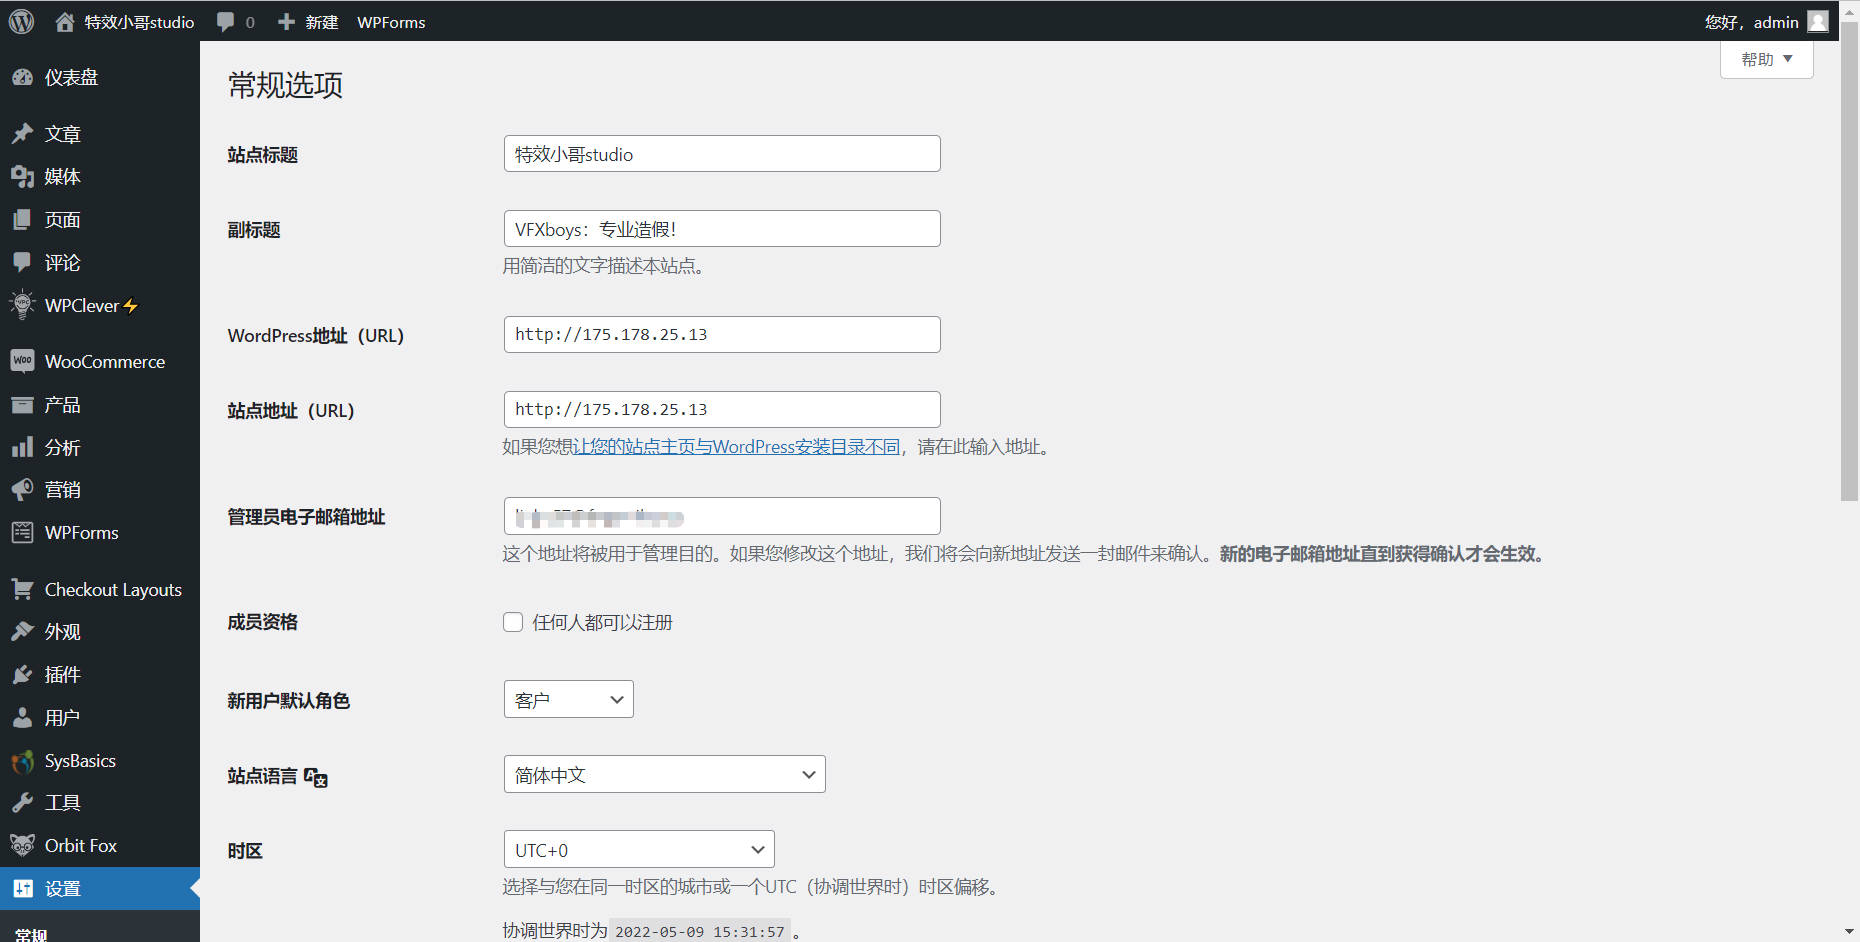 特效小哥studio
0
新建
WPForms
您好，admin
帮助
仪表盘
文章
媒体
页面
评论
WPClever⚡
WooCommerce
产品
分析
营销
WPForms
Checkout Layouts
外观
插件
用户
SysBasics
工具
Orbit Fox
设置
常规
常规选项
站点标题
特效小哥studio
副标题
VFXboys：专业造假！
用简洁的文字描述本站点。
WordPress地址（URL）
http://175.178.25.13
站点地址（URL）
http://175.178.25.13
如果您想让您的站点主页与WordPress安装目录不同，请在此输入地址。
管理员电子邮箱地址
这个地址将被用于管理目的。如果您修改这个地址，我们将会向新地址发送一封邮件来确认。新的电子邮箱地址直到获得确认才会生效。
成员资格
任何人都可以注册
新用户默认角色
客户
站点语言
简体中文
时区
UTC+0
选择与您在同一时区的城市或一个UTC（协调世界时）时区偏移。
协调世界时为 2022-05-09 15:31:57 。